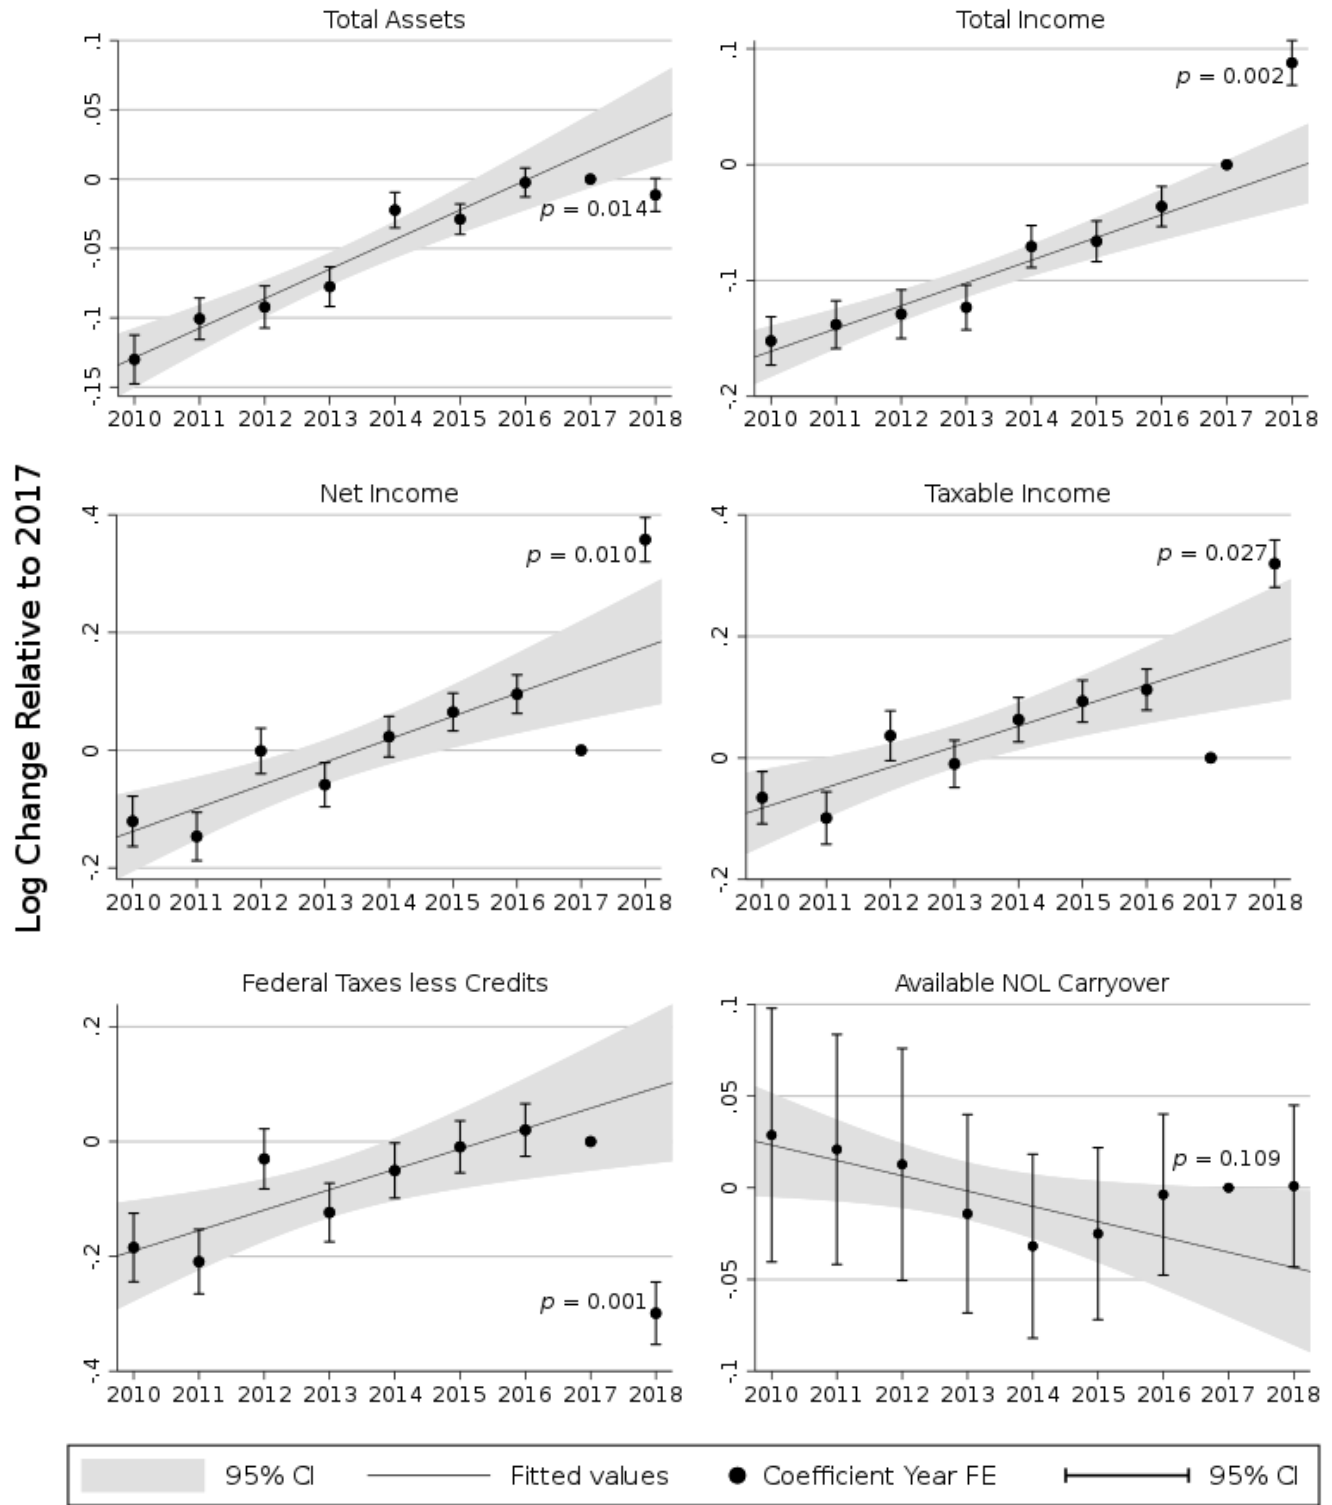 Total Assets
.1
.05
0
-.05
-.1
-.15
p = 0.014
2010 2011 2012 2013 2014 2015 2016 2017 2018
Total Income
.1
0
-.1
-.2
p = 0.002
2010 2011 2012 2013 2014 2015 2016 2017 2018
Log Change Relative to 2017
Net Income
.4
.2
0
-.2
p = 0.010
2010 2011 2012 2013 2014 2015 2016 2017 2018
Taxable Income
.4
.2
0
-.2
p = 0.027
2010 2011 2012 2013 2014 2015 2016 2017 2018
Federal Taxes less Credits
.2
0
-.2
-.4
p = 0.001
2010 2011 2012 2013 2014 2015 2016 2017 2018
Available NOL Carryover
.1
.05
0
-.05
-.1
p = 0.109
2010 2011 2012 2013 2014 2015 2016 2017 2018
95% CI Fitted values Coefficient Year FE 95% CI